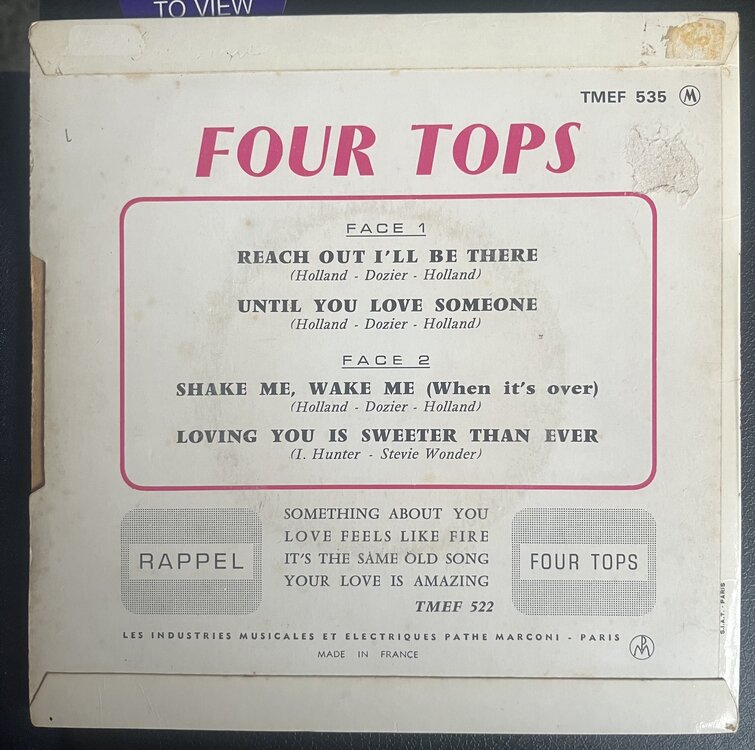 TO VIEW
TMEF 535 M
FOUR TOPS
FACE 1
REACH OUT I'LL BE THERE
(Holland - Dozier - Holland)
UNTIL YOU LOVE SOMEONE
(Holland - Dozier - Holland)
FACE 2
SHAKE ME, WAKE ME (When it's over)
(Holland - Dozier - Holland)
LOVING YOU IS SWEETER THAN EVER
(I. Hunter - Stevie Wonder)
RAPPEL
SOMETHING ABOUT YOU
LOVE FEELS LIKE FIRE
IT'S THE SAME OLD SONG
YOUR LOVE IS AMAZING
TMEF 522
FOUR TOPS
S.I.A.T. - PARIS
LES INDUSTRIES MUSICALES ET ELECTRIQUES PATHE MARCONI - PARIS
MADE IN FRANCE